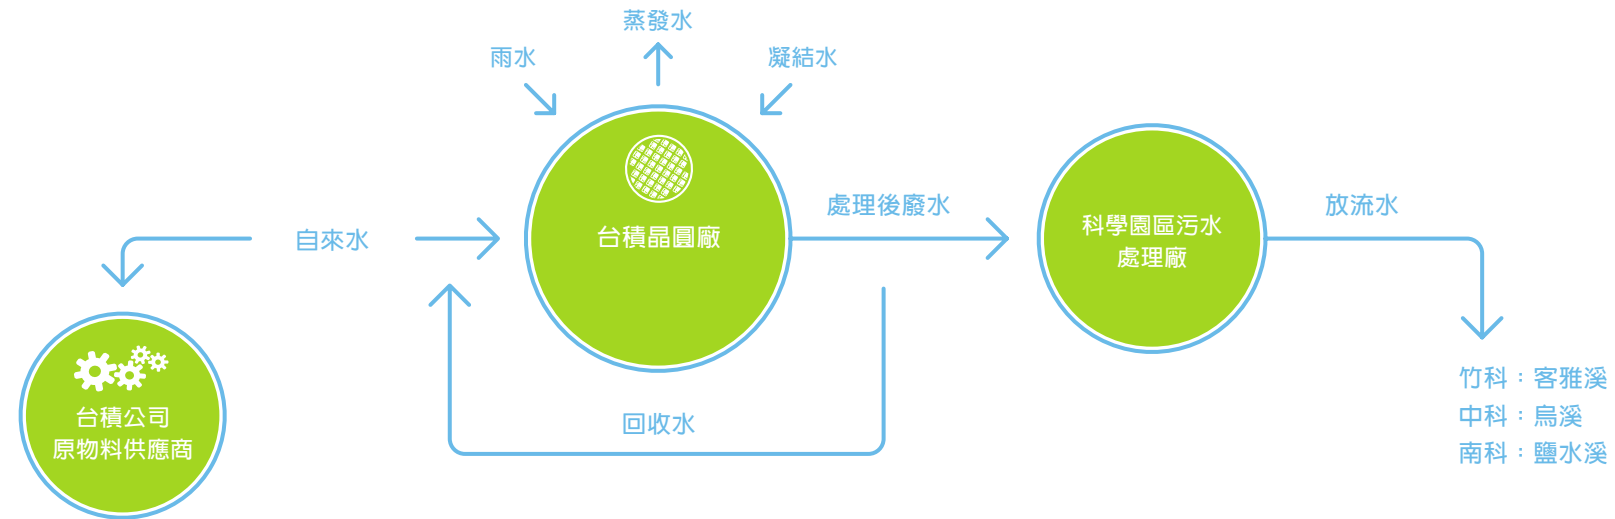 蒸發水
雨水
凝結水
自來水
台積晶圓廠
處理後廢水
科學園區污水
處理廠
放流水
台積公司
原物料供應商
回收水
竹科：客雅溪
中科：烏溪
南科：鹽水溪